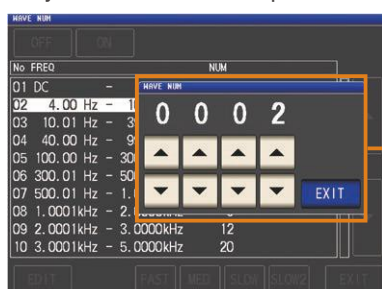 WAVE NUM
OFF ON
No FREQ NUM
01 DC -
02 4.00 Hz -
03 10.01 Hz - 
04 40.00 Hz - 
05 100.00 Hz - 
06 300.01 Hz - 
07 500.01 Hz - 
08 1.0001kHz - 
09 2.0001kHz - 3.0000kHz 12
10 3.0001kHz - 5.0000kHz 20
WAVE NUM
0 0 0 2
EXIT
EDIT FAST MED SLOW SLOW2 EXIT